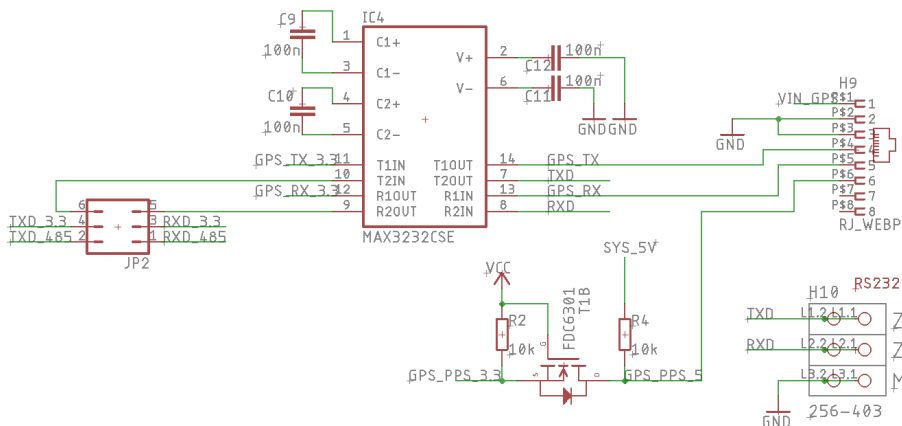 C9
100n
C10
100n
IC4
1 C1+
3 C1-
4 C2+
5 C2-
V+ 2
V- 6
C12 100n
C11 100n
GND GND
GPS_TX_3.3 11 T1IN
10 T2IN
GPS_RX_3.3 12 R1OUT
9 R2OUT
T1OUT 14 GPS_TX
T2OUT 7 TXD
R1IN 13 GPS_RX
R2IN 8 RXD
MAX3232CSE
H9
VIN_GPS P$1 1
P$2 2
P$3 3
P$4 4
P$5 5
P$6 6
P$7 7
P$8 8
GND
RJ_WEBP
6 5
TXD_3.3 4 3 RXD_3.3
TXD_485 2 1 RXD_485
JP2
VCC
R2
10k
FDC6301
T1B
G
S
D
SYS_5V
R4
10k
GPS_PPS_3.3
GPS_PPS_5
RS232
H10
TXD L1.2 L1.1
RXD L2.2 L2.1
L3.2 L3.1
GND
256-403